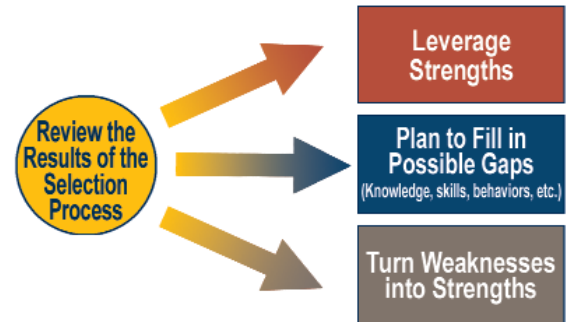 Review the
Results of the
Selection
Process
Leverage
Strengths
Plan to Fill in
Possible Gaps
(Knowledge, skills, behaviors, etc.)
Turn Weaknesses
into Strengths